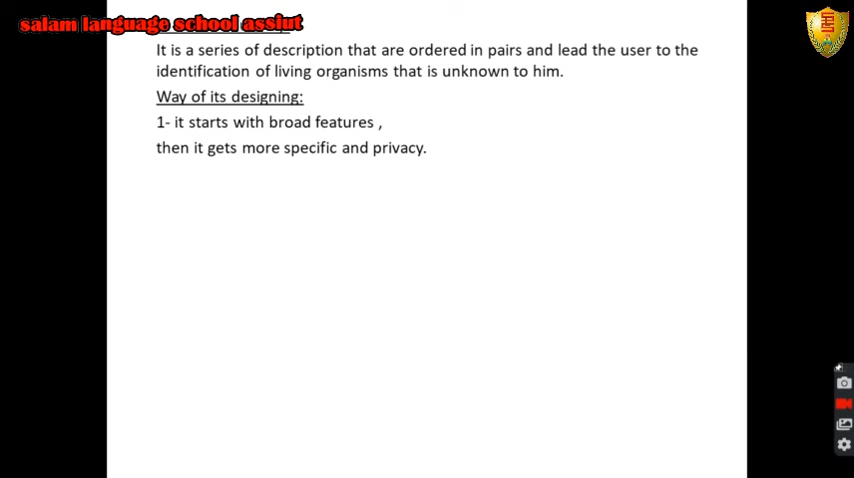 salam language school assiut
It is a series of description that are ordered in pairs and lead the user to the
identification of living organisms that is unknown to him.
Way of its designing:
1- it starts with broad features ,
then it gets more specific and privacy.